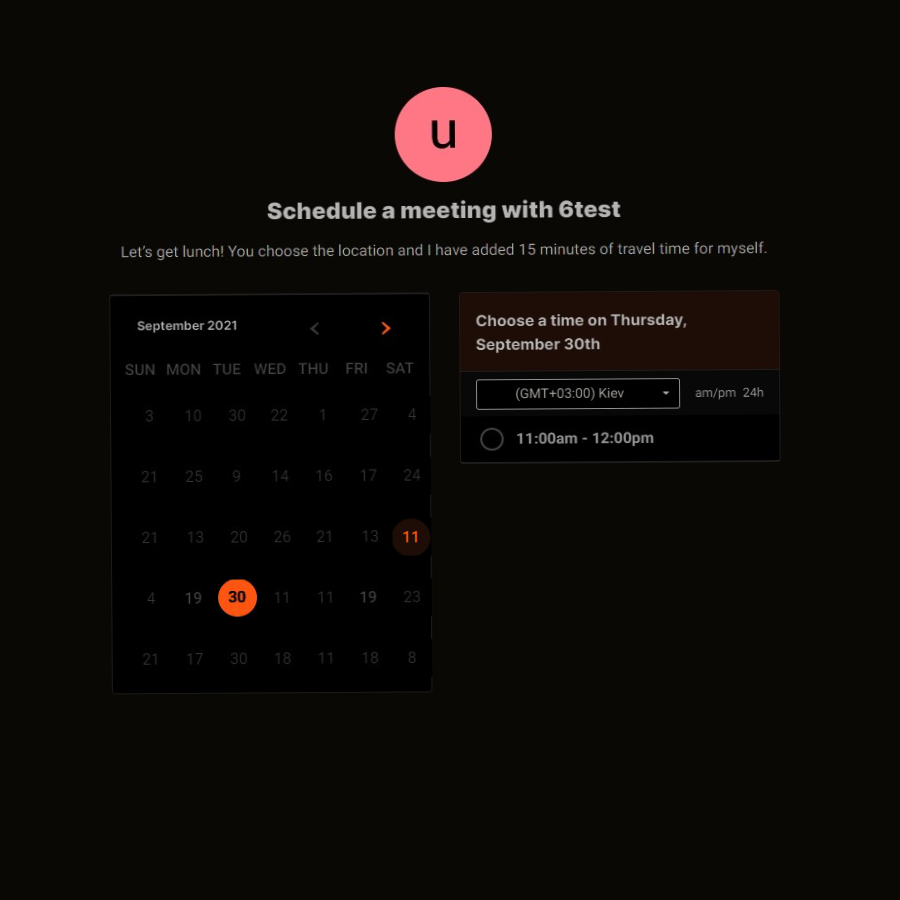 u
Schedule a meeting with 6test
Let's get lunch! You choose the location and I have added 15 minutes of travel time for myself.
September 2021
SUN MON TUE WED THU FRI SAT
3 10 30 22 1 27 4
21 25 9 14 16 17 24
21 13 20 26 21 13 11
4 19 30 11 11 19 23
21 17 30 18 11 18 8
Choose a time on Thursday,
September 30th
(GMT+03:00) Kiev am/pm 24h
11:00am - 12:00pm